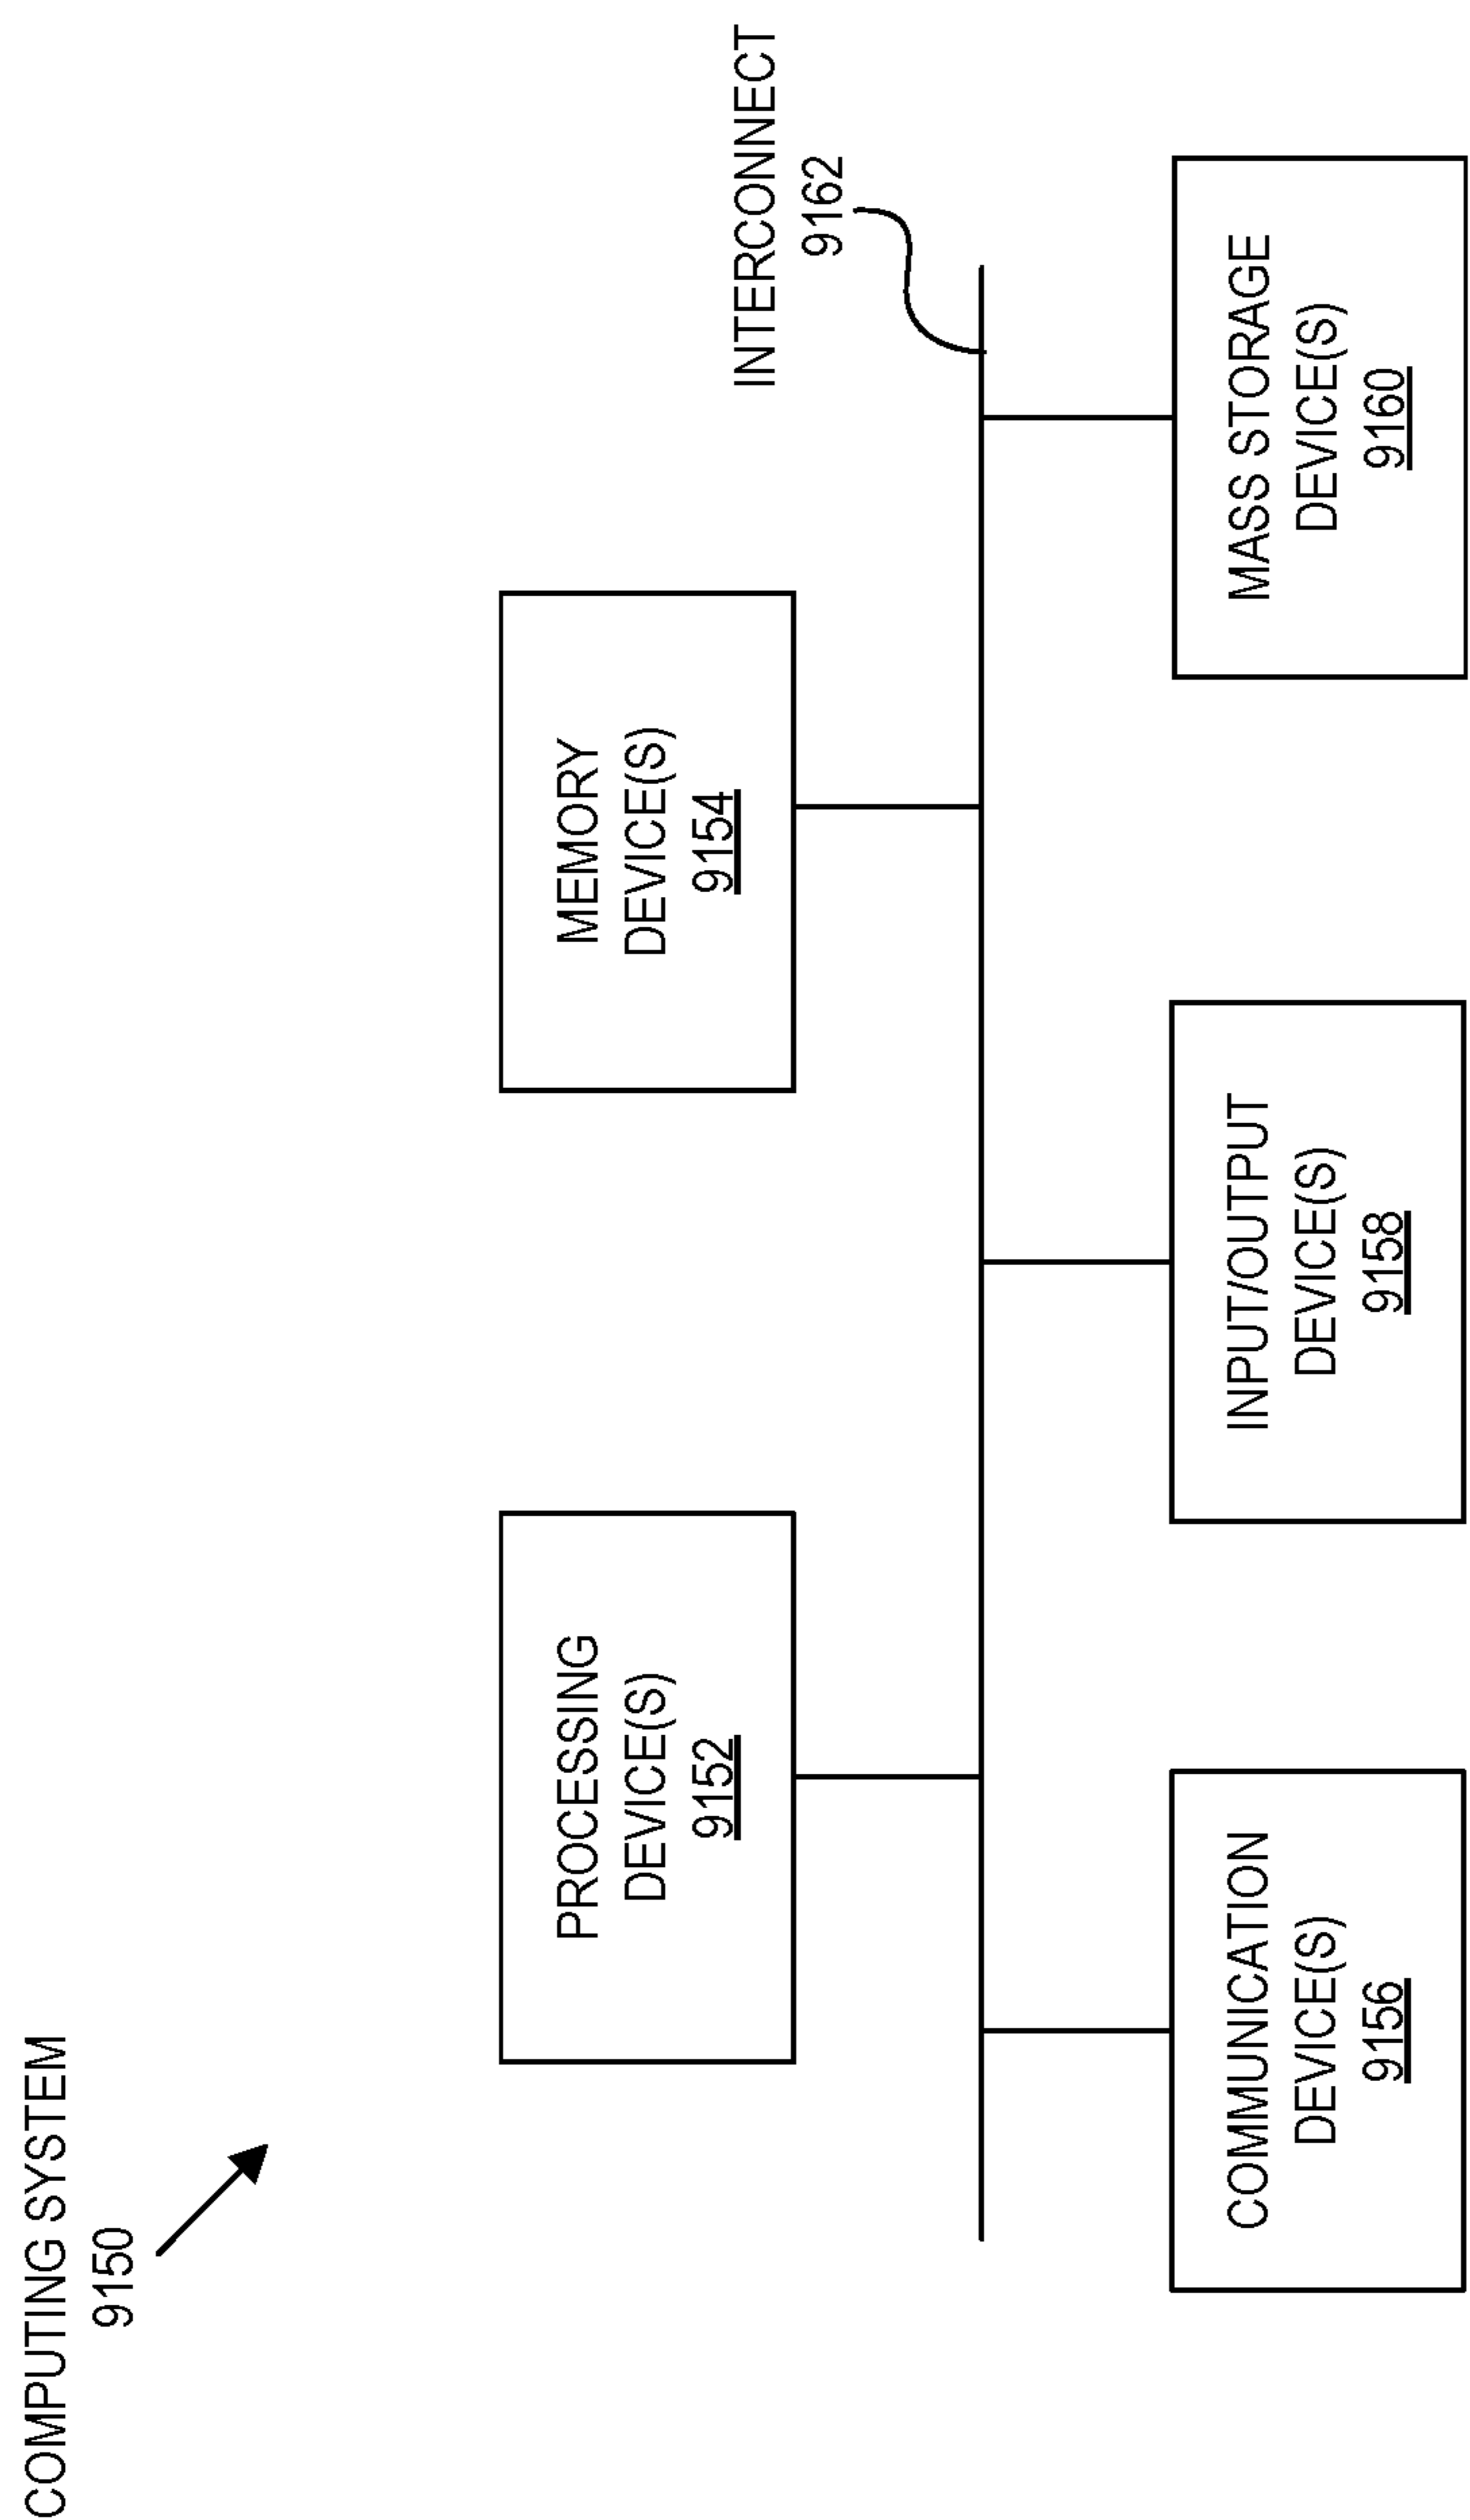 COMPUTING SYSTEM
9150
PROCESSING
DEVICE(S)
9152
MEMORY
DEVICE(S)
9154
INTERCONNECT
9162
COMMUNICATION
DEVICE(S)
9156
INPUT/OUTPUT
DEVICE(S)
9158
MASS STORAGE
DEVICE(S)
9160